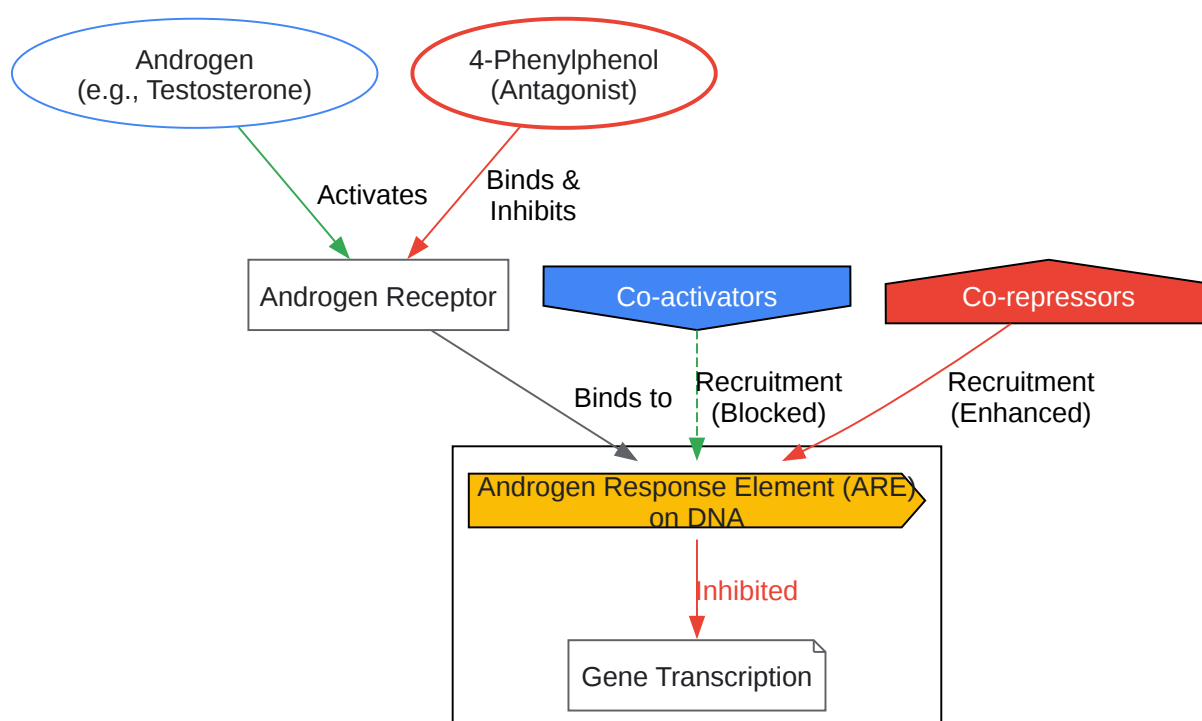 Androgen
(e.g., Testosterone)
4-Phenylphenol
(Antagonist)
Activates
Binds &
Inhibits
Androgen Receptor
Co-activators
Co-repressors
Binds to
Recruitment
(Blocked)
Recruitment
(Enhanced)
Androgen Response Element (ARE)
on DNA
Inhibited
Gene Transcription